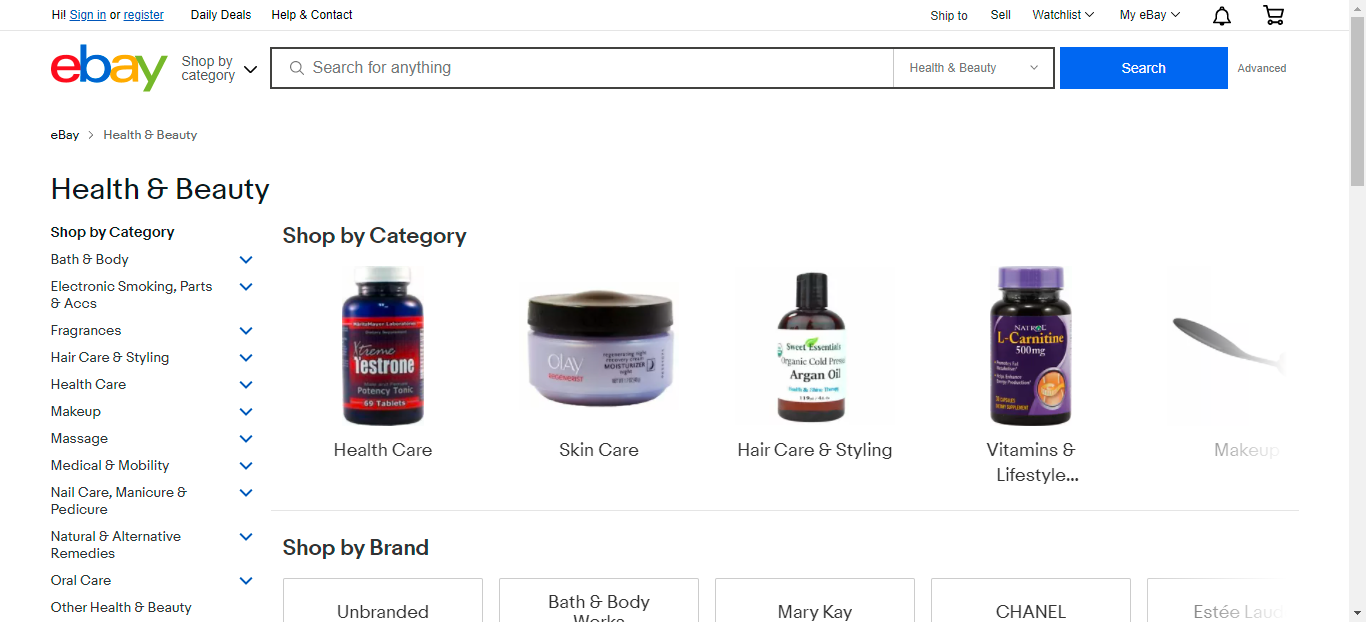 Hi! Sign in or register
Daily Deals
Help & Contact
Ship to
Sell
Watchlist
My eBay
ebay
Shop by
category
Search for anything
Health & Beauty
Search
Advanced
eBay
Health & Beauty
Health & Beauty
Shop by Category
Bath & Body
Electronic Smoking, Parts
& Accs
Fragrances
Hair Care & Styling
Health Care
Makeup
Massage
Medical & Mobility
Nail Care, Manicure &
Pedicure
Natural & Alternative
Remedies
Oral Care
Other Health & Beauty
Shop by Category
Xtreme
Testrone
Potency Tonic
69 Tablets
Health Care
OLAY
REGENERIST
MOISTURIZER
night
Skin Care
Sweet Essentials
Organic Cold Pressed
Argan Oil
Hair Care & Styling
NATROL
L-Carnitine
500mg
Vitamins &
Lifestyle...
Makeup
Shop by Brand
Unbranded
Bath & Body
Works
Mary Kay
CHANEL
Estée Laud